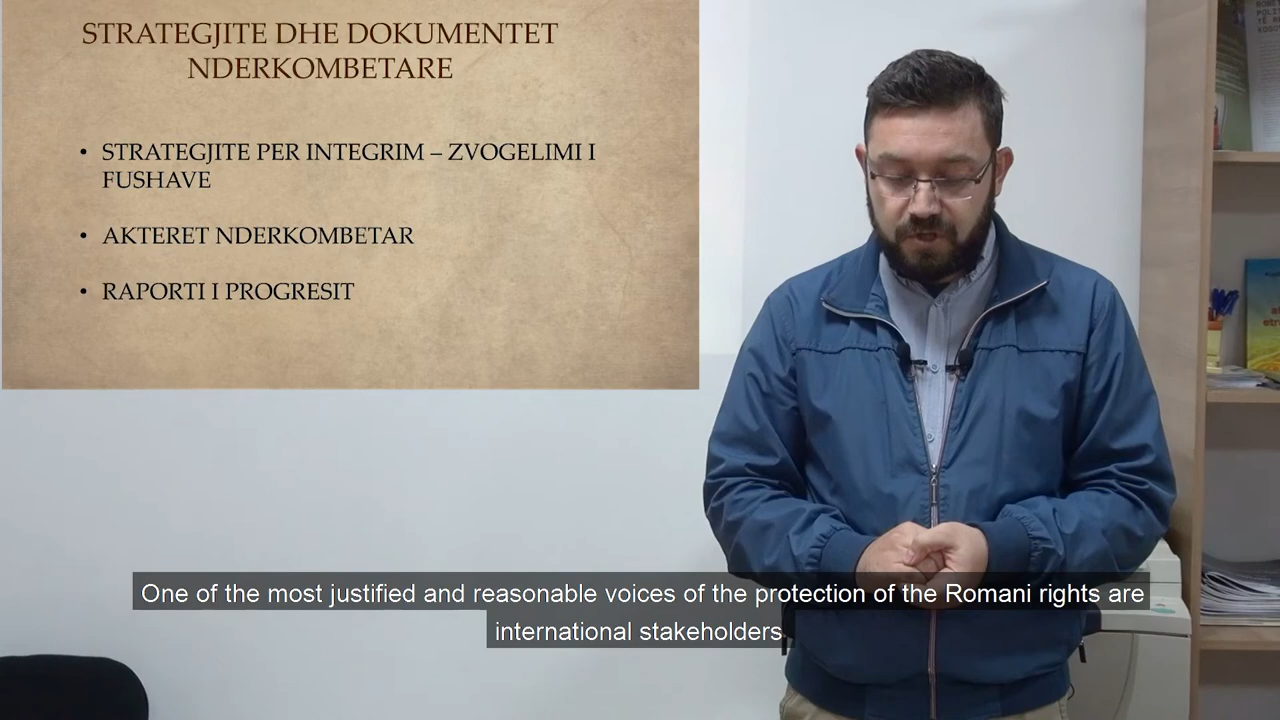 STRATEGJITE DHE DOKUMENTET
NDERKOMBETARE
• STRATEGJITE PER INTEGRIM – ZVOGELIMI I
FUSHAVE
• AKTERET NDERKOMBETAR
• RAPORTI I PROGRESIT
One of the most justified and reasonable voices of the protection of the Romani rights are
international stakeholders.